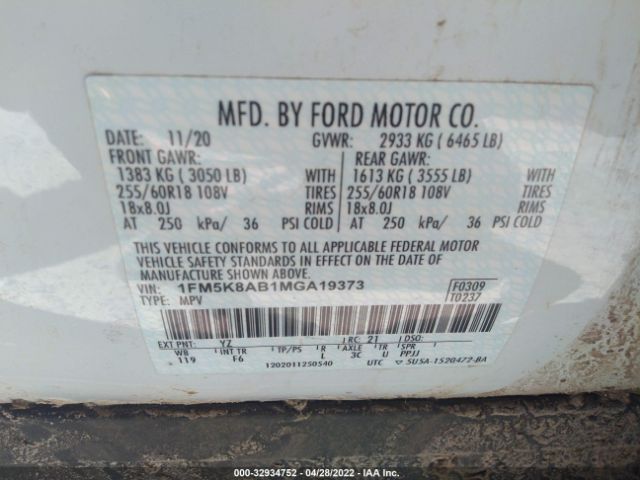 MFD. BY FORD MOTOR CO.
DATE: 11/20 GVWR: 2933 KG ( 6465 LB)
FRONT GAWR: REAR GAWR:
1383 KG ( 3050 LB) WITH 1613 KG ( 3555 LB) WITH
255/60R18 108V TIRES 255/60R18 108V TIRES
18x8.0J RIMS 18x8.0J RIMS
AT 250 kPa/ 36 PSI COLD AT 250 kPa/ 36 PSI COLD
THIS VEHICLE CONFORMS TO ALL APPLICABLE FEDERAL MOTOR
VEHICLE SAFETY STANDARDS IN EFFECT ON THE DATE OF
MANUFACTURE SHOWN ABOVE.
VIN: 1FM5K8AB1MGA19373 F0309
TYPE: MPV T0237
EXT PNT: YZ RC: 21 DSO:
WB INT TR TP/PS R AXLE TR SPR
119 F6 L 3C U PPJJ
1202011250540 UTC 5USA-1520472-BA
000-32934752 - 04/28/2022 - IAA Inc.